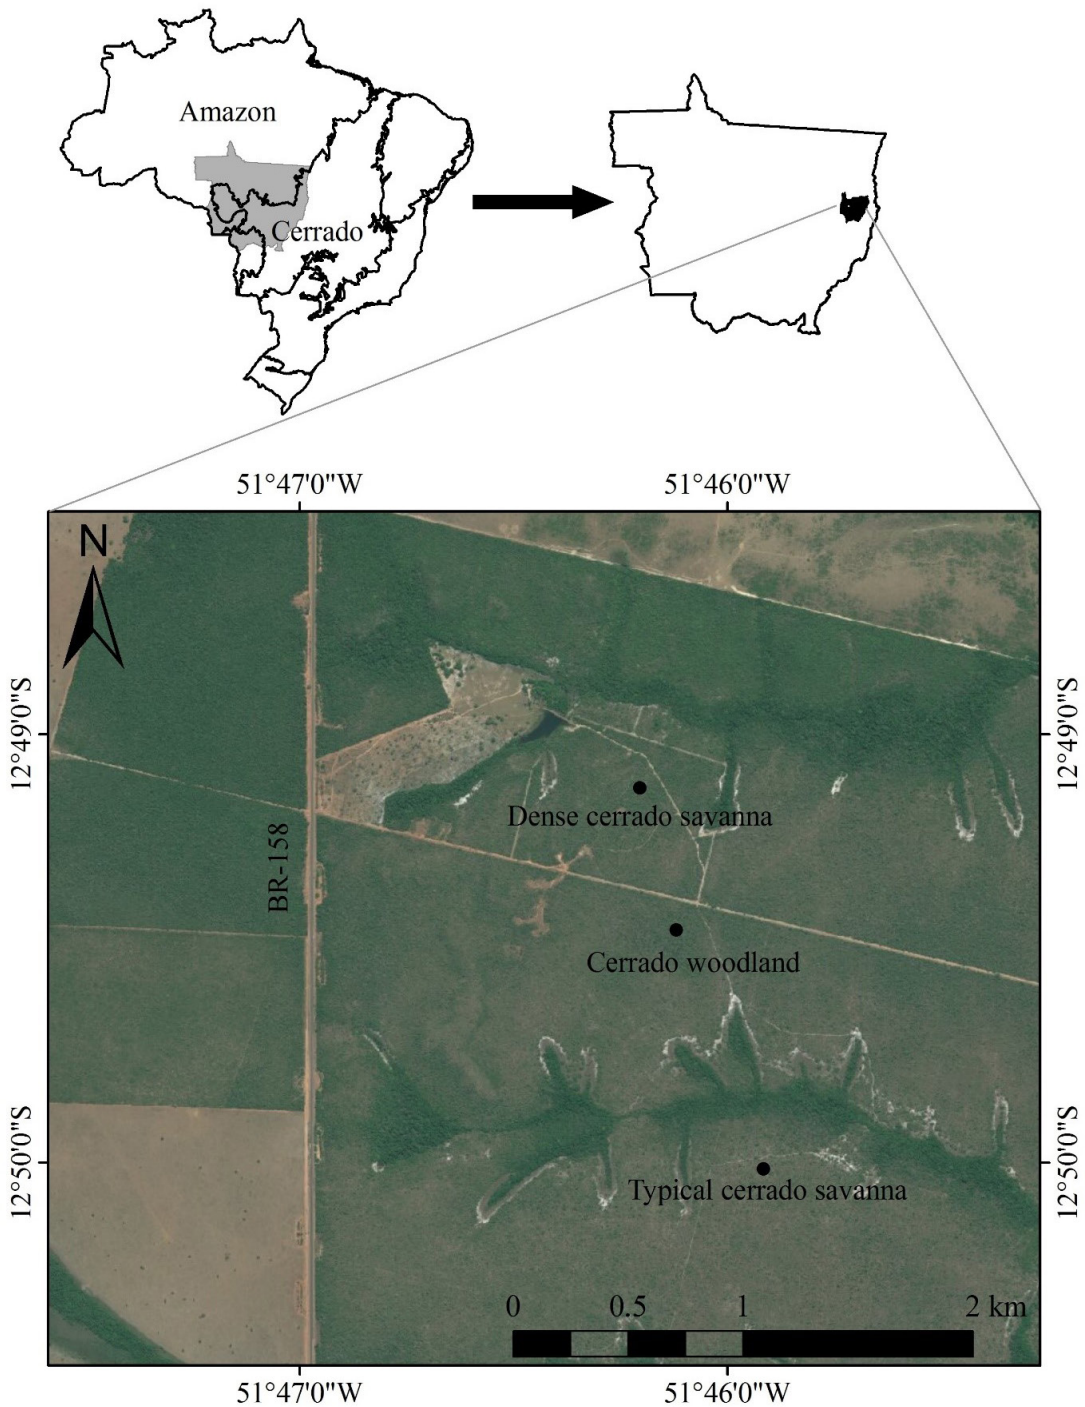 Amazon
Cerrado
51°47'0"W
51°46'0"W
N
12°49'0"S
12°49'0"S
Dense cerrado savanna
BR-158
Cerrado woodland
12°50'0"S
12°50'0"S
Typical cerrado savanna
0 0.5 1 2 km
51°47'0"W
51°46'0"W